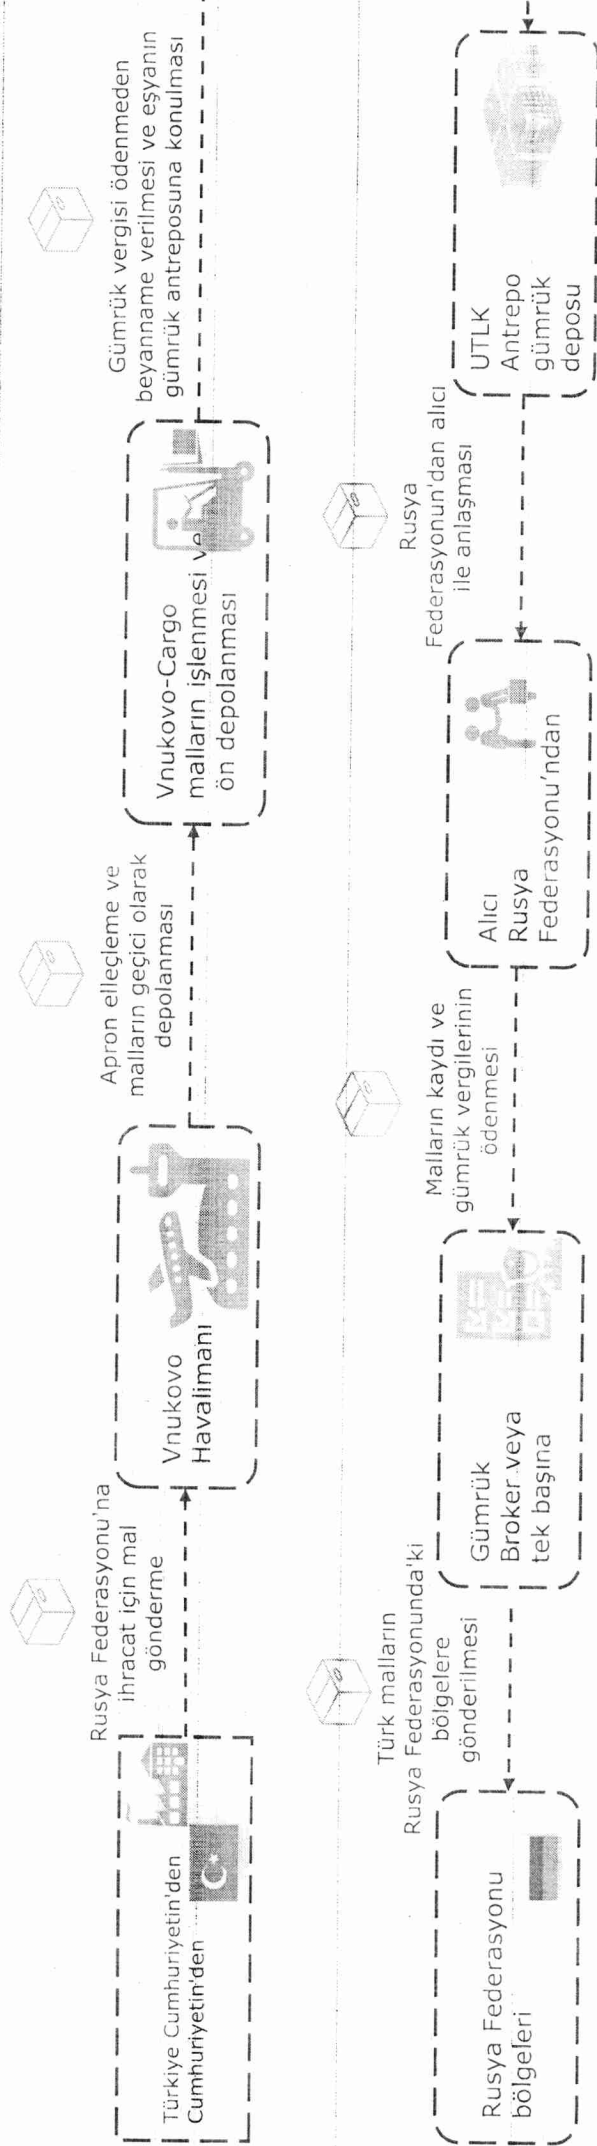 Türkiye Cumhuriyetin'den
Cumhuriyetin'den
Rusya Federasyonu'na
ihracat için mal
gönderme
Vnukovo
Havalimanı
Apron elleçleme ve
malların geçici olarak
depolanması
Vnukovo-Cargo
malların işlenmesi ve
ön depolanması
Gümrük vergisi ödenmeden
beyanname verilmesi ve eşyanın
gümrük antreposuna konulması
UTLK
Antrepo
gümrük
deposu
Rusya
Federasyonun'dan alıcı
ile anlaşması
Alıcı
Rusya
Federasyonu'ndan
Malların kaydı ve
gümrük vergilerinin
ödenmesi
Gümrük
Broker veya
tek başına
Türk malların
Rusya Federasyonunda'ki
bölgelere
gönderilmesi
Rusya Federasyonu
bölgeleri